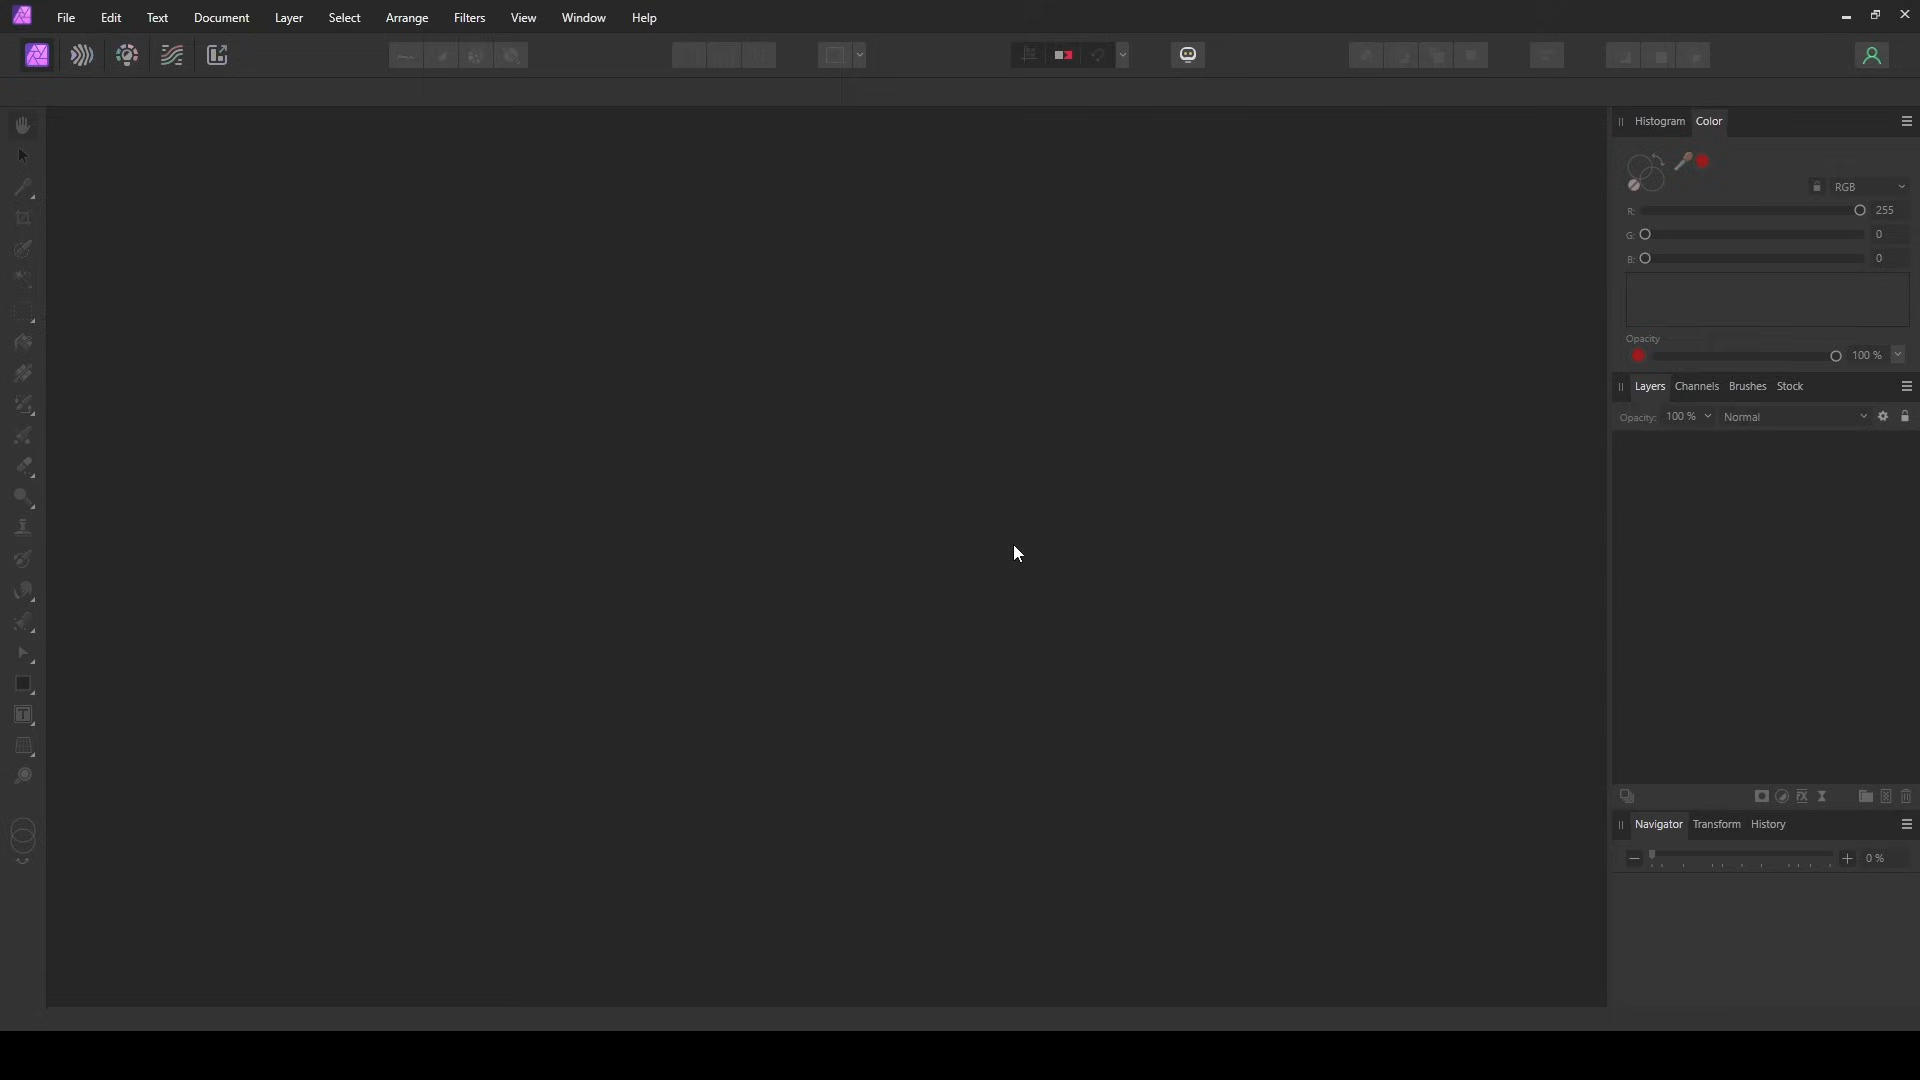 File Edit Text Document Layer Select Arrange Filters View Window Help
Histogram Color
RGB
R: 255
G: 0
B: 0
Opacity
100 %
Layers Channels Brushes Stock
Opacity: 100 % Normal
Navigator Transform History
0 %